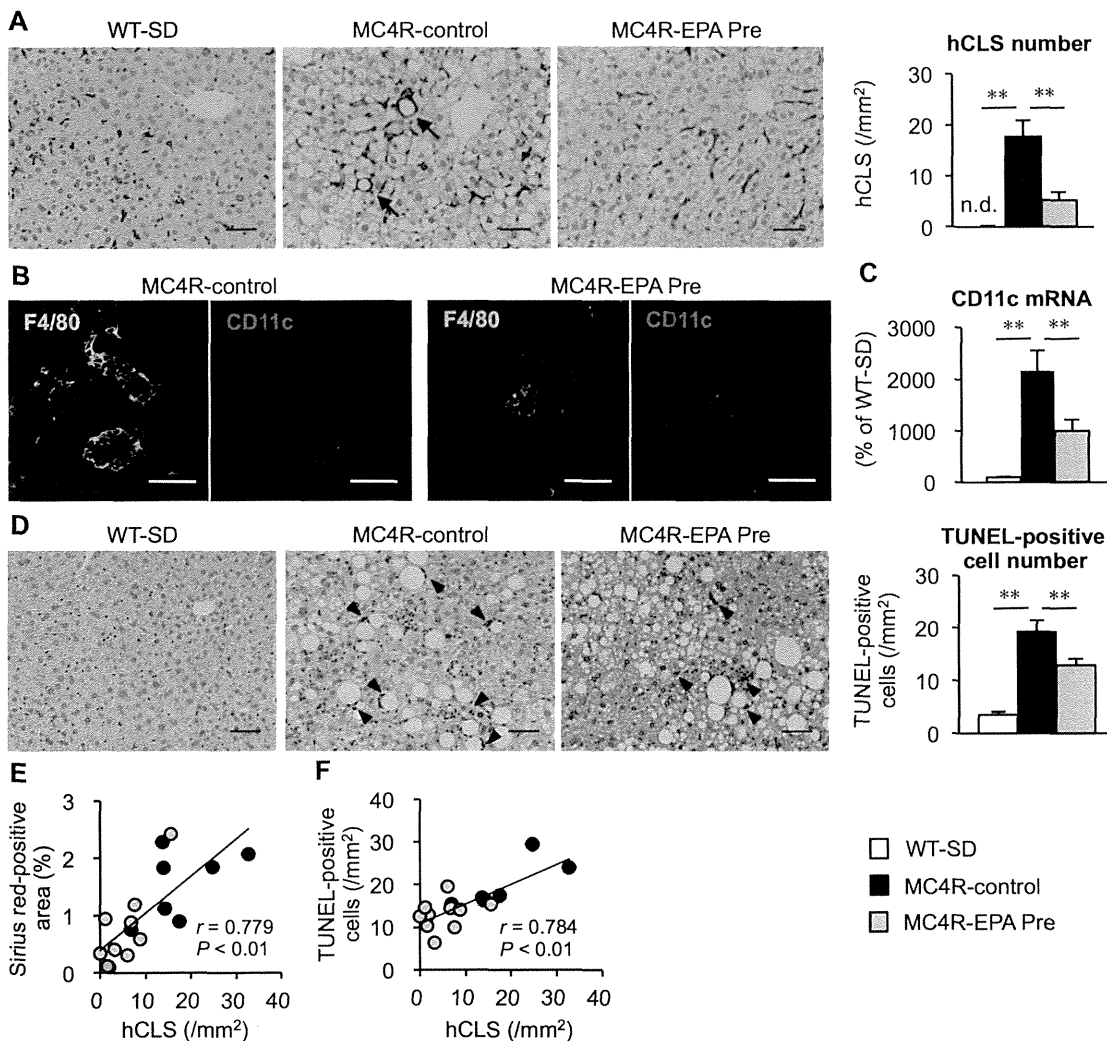 A
WT-SD
MC4R-control
MC4R-EPA Pre
hCLS number
hCLS (/mm²)
30
20
10
0
**
**
n.d.
B
MC4R-control
MC4R-EPA Pre
F4/80
CD11c
F4/80
CD11c
C
CD11c mRNA
(% of WT-SD)
3000
2000
1000
0
**
**
D
WT-SD
MC4R-control
MC4R-EPA Pre
TUNEL-positive
cell number
TUNEL-positive
cells (/mm²)
30
20
10
0
**
**
E
Sirius red-positive
area (%)
3
2
1
0
r = 0.779
P < 0.01
0 10 20 30 40
hCLS (/mm²)
F
TUNEL-positive
cells (/mm²)
40
30
20
10
0
r = 0.784
P < 0.01
0 10 20 30 40
hCLS (/mm²)
WT-SD
MC4R-control
MC4R-EPA Pre